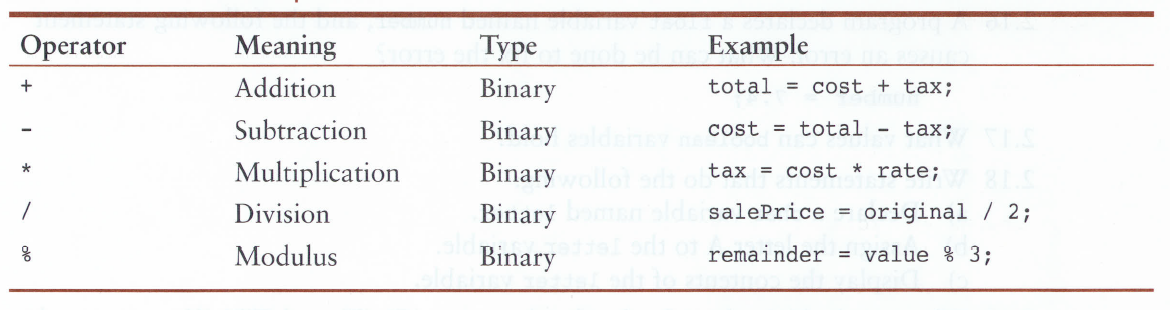 Operator Meaning Type Example
+ Addition Binary total = cost + tax;
- Subtraction Binary cost = total - tax;
* Multiplication Binary tax = cost * rate;
/ Division Binary salePrice = original / 2;
% Modulus Binary remainder = value % 3;